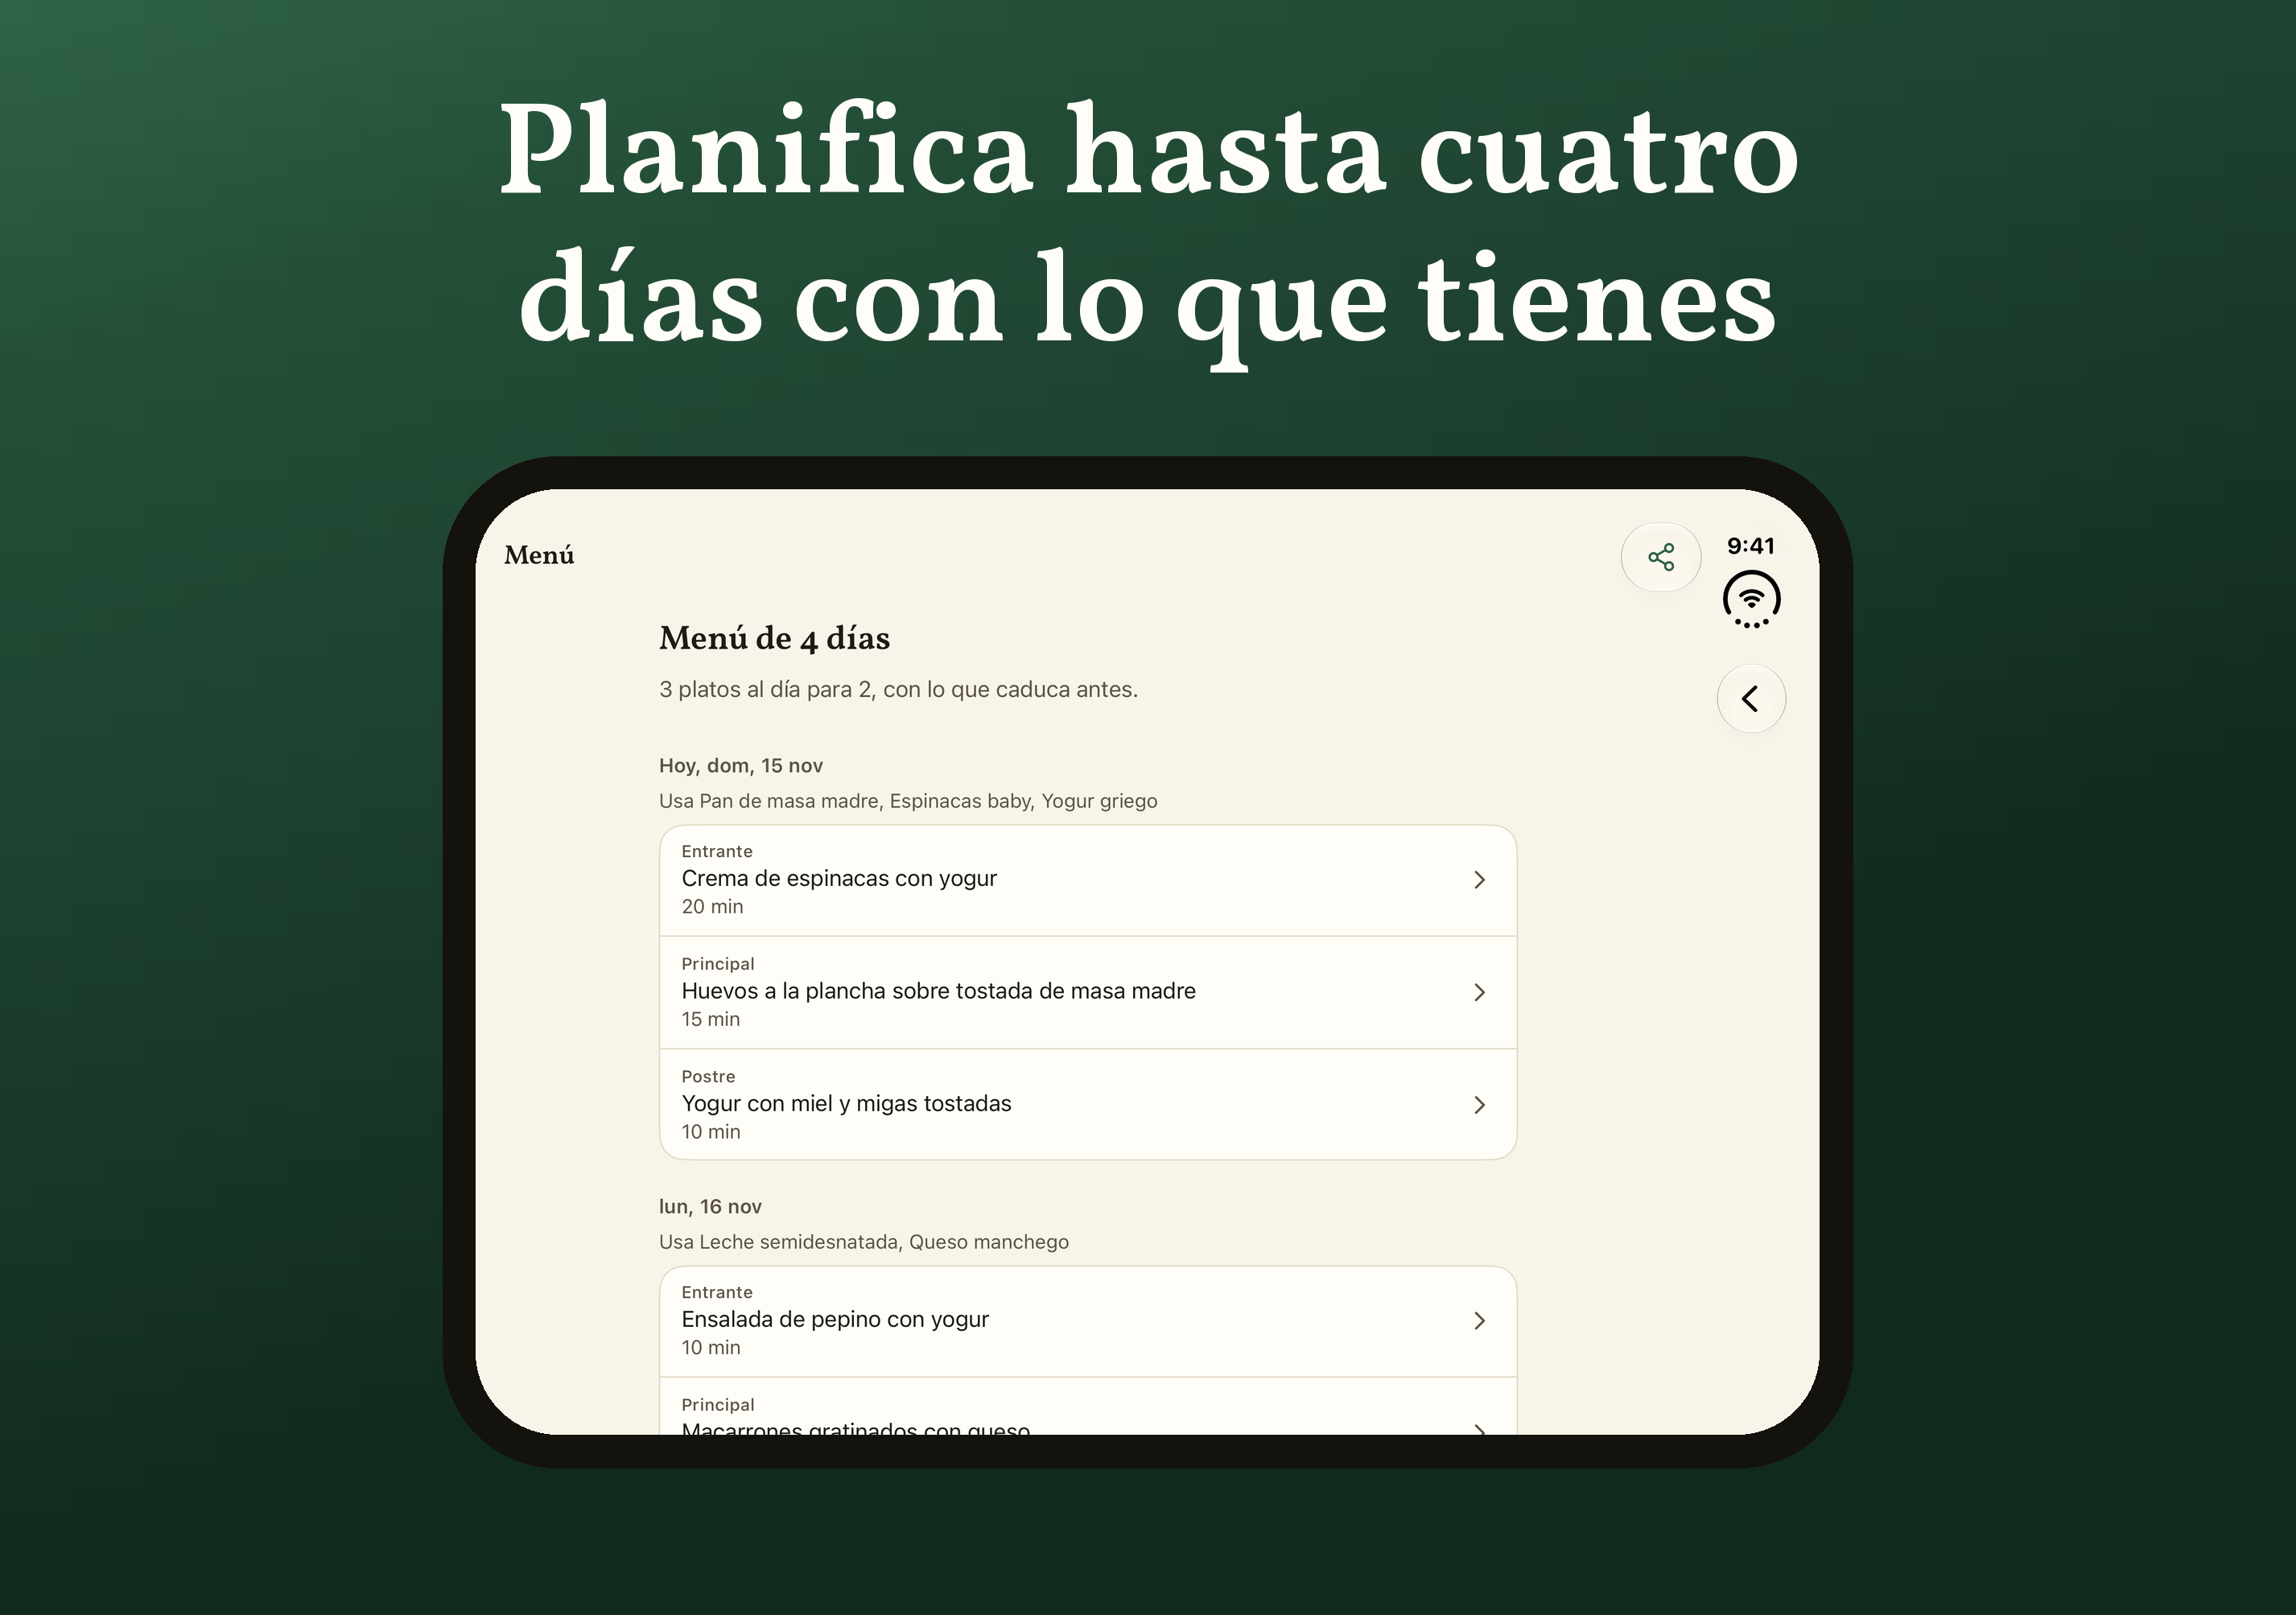 Planifica hasta cuatro
días con lo que tienes
Menú
9:41
Menú de 4 días
3 platos al día para 2, con lo que caduca antes.
Hoy, dom, 15 nov
Usa Pan de masa madre, Espinacas baby, Yogur griego
Entrante
Crema de espinacas con yogur
20 min
Principal
Huevos a la plancha sobre tostada de masa madre
15 min
Postre
Yogur con miel y migas tostadas
10 min
lun, 16 nov
Usa Leche semidesnatada, Queso manchego
Entrante
Ensalada de pepino con yogur
10 min
Principal
Macarrones gratinados con queso